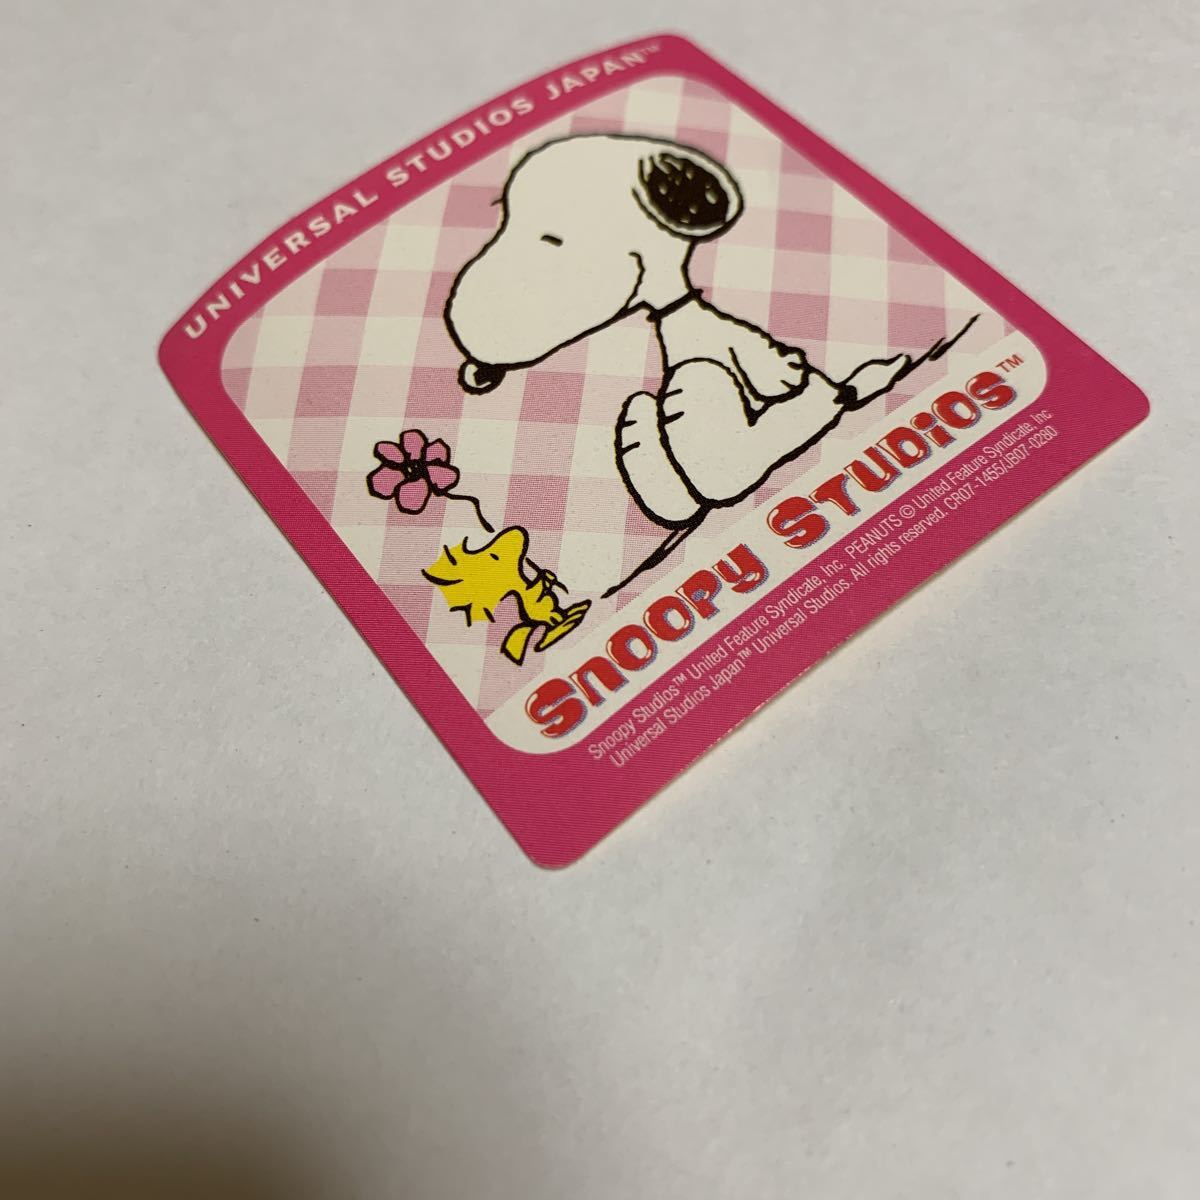 UNIVERSAL STUDIOS JAPAN™
SNOOPY STUDIOS™
Snoopy Studios™ United Feature Syndicate, Inc. PEANUTS © United Feature Syndicate, Inc
Universal Studios Japan™ Universal Studios. All rights reserved. CR07-1455/JR07-0280